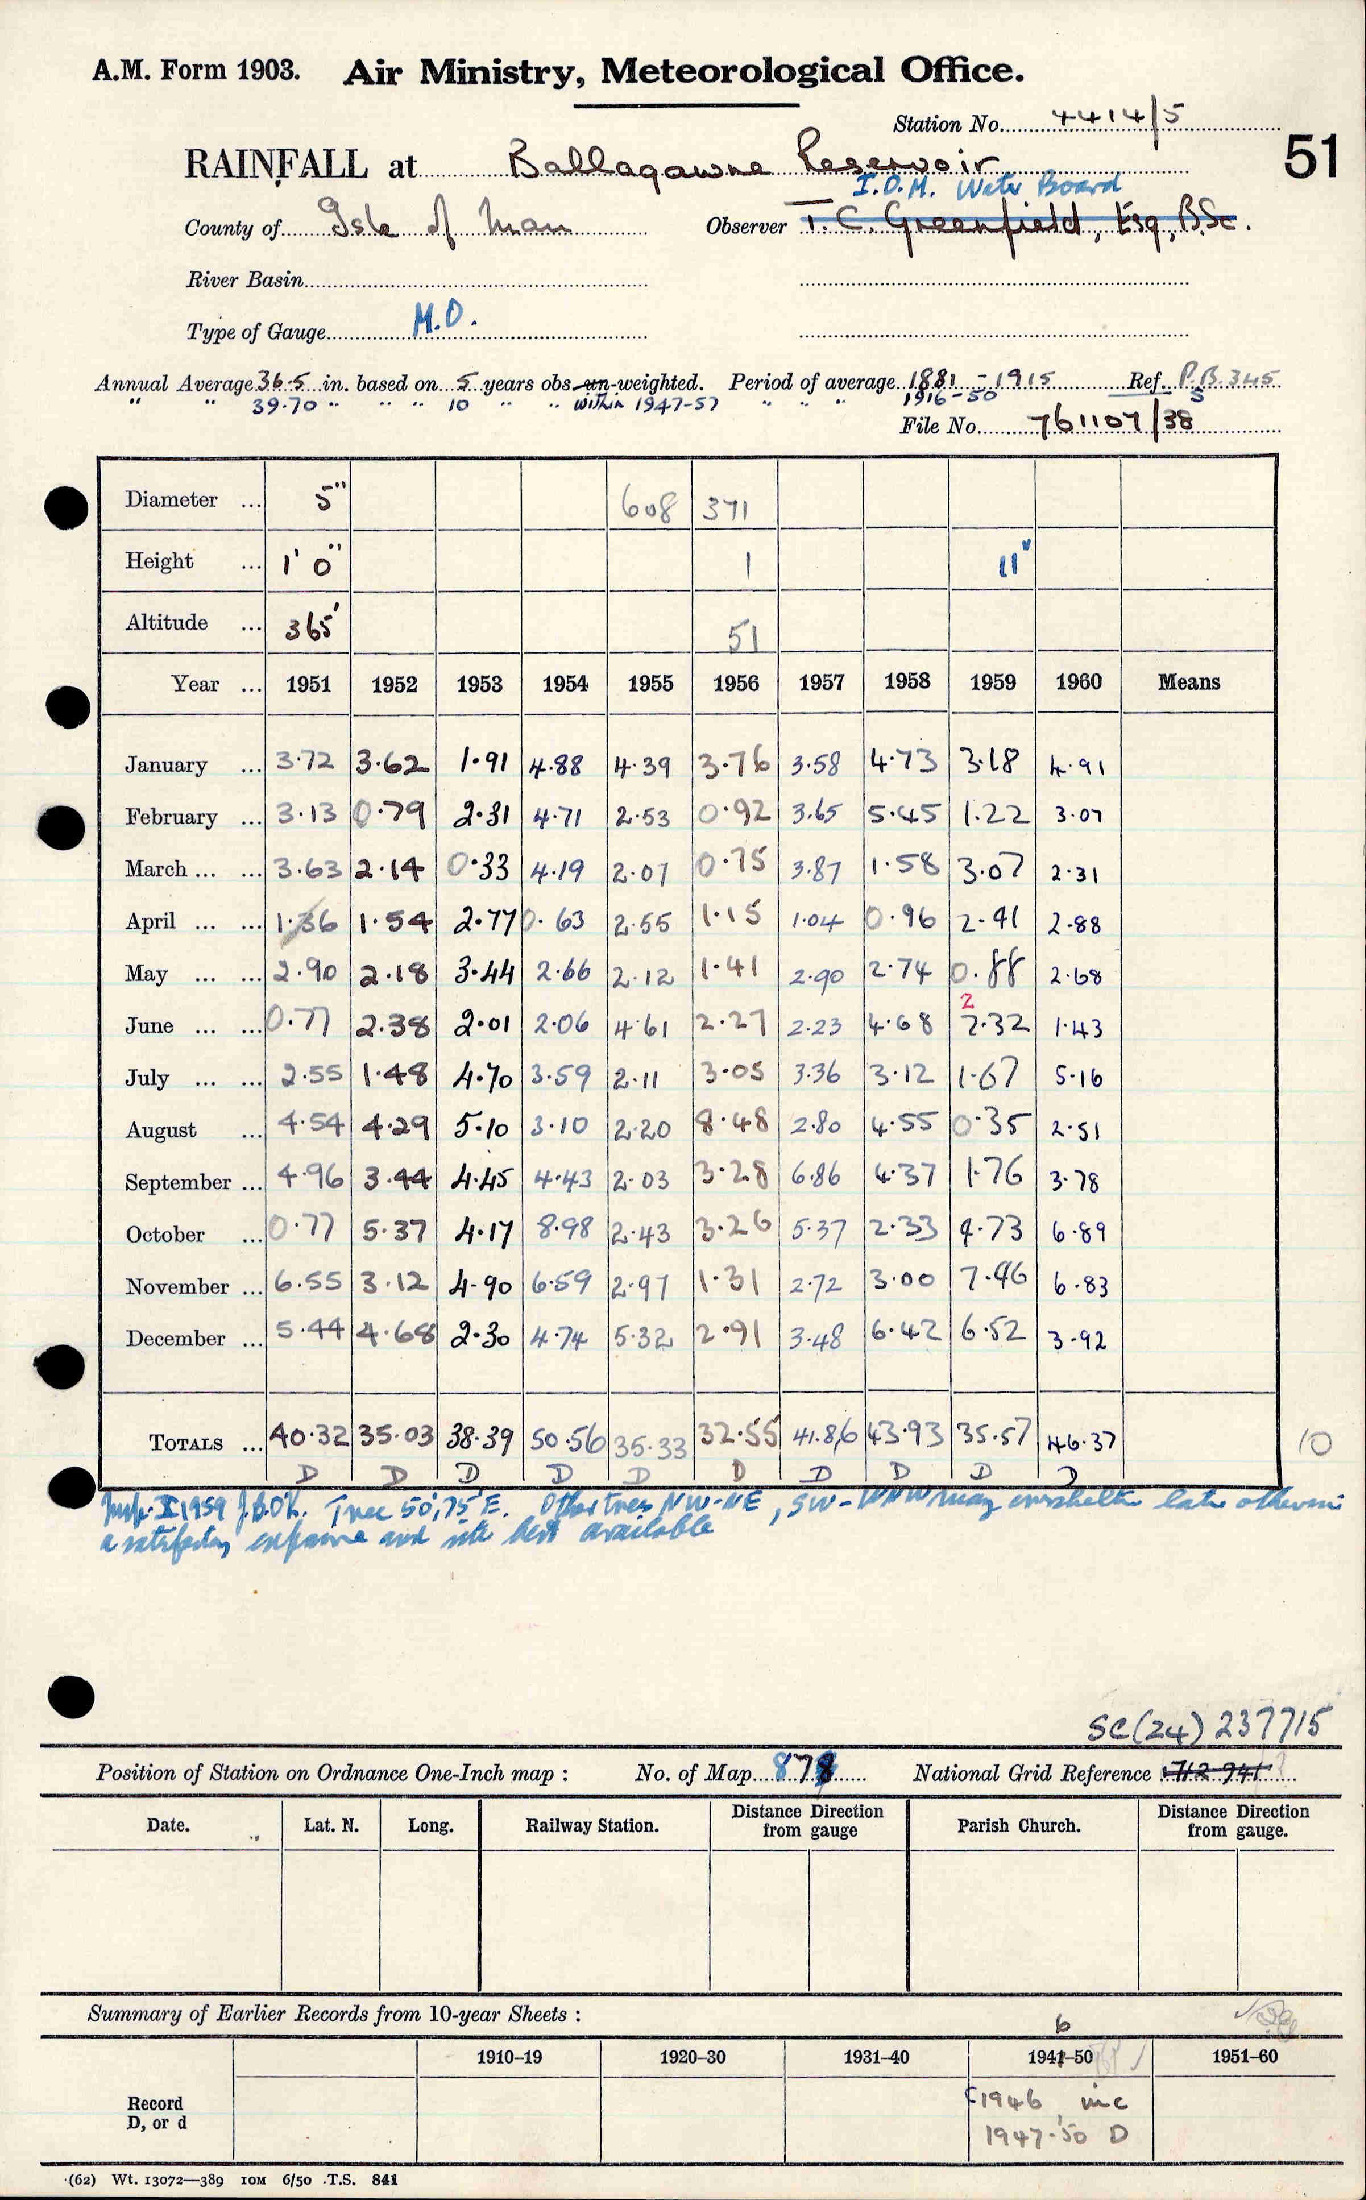 A.M. Form 1903. Air Ministry, Meteorological Office.
Station No. 4414/5
51
RAINFALL at Ballagawne Reservoir
I.O.M. Water Board
County of Isle of Man Observer T. C. Greenfield, Esq, B.Sc.
River Basin
Type of Gauge M.O.
Annual Average 36.5 in. based on 5 years obs. un-weighted. Period of average 1881 - 1915 Ref. P.B. 345
" " 39.70 " " " 10 " " within 1947-57 " " " 1916-50 S
File No. 761107/38
Diameter ... 5" 608 371
Height ... 1' 0" 1 11"
Altitude ... 365' 51
Year ... 1951 1952 1953 1954 1955 1956 1957 1958 1959 1960 Means
January ... 3.72 3.62 1.91 4.88 4.39 3.76 3.58 4.73 3.18 4.91
February ... 3.13 0.79 2.31 4.71 2.53 0.92 3.65 5.45 1.22 3.07
March ... ... 3.63 2.14 0.33 4.19 2.07 0.75 3.87 1.58 3.07 2.31
April ... ... 1.36 1.54 2.77 0.63 2.55 1.15 1.04 0.96 2.41 2.88
May ... ... 2.90 2.18 3.44 2.66 2.12 1.41 2.90 2.74 0.88 2.68
2
June ... ... 0.77 2.38 2.01 2.06 4.61 2.27 2.23 4.68 2.32 1.43
July ... ... 2.55 1.48 4.70 3.59 2.11 3.05 3.36 3.12 1.67 5.16
August ... 4.54 4.29 5.10 3.10 2.20 8.48 2.80 4.55 0.35 2.51
September ... 4.96 3.44 4.45 4.43 2.03 3.28 6.86 4.37 1.76 3.78
October ... 0.77 5.37 4.17 8.98 2.43 3.26 5.37 2.33 4.73 6.89
November ... 6.55 3.12 4.90 6.59 2.97 1.31 2.72 3.00 7.46 6.83
December ... 5.44 4.68 2.30 4.74 5.32 2.91 3.48 6.42 6.52 3.92
TOTALS ... 40.32 35.03 38.39 50.56 35.33 32.55 41.86 43.93 35.57 46.37 10
D D D D D D D D D D
Insp. X 1959 Tree 50', 75' E. Other trees NW-NE, SW-WNW may overshelter later otherwise
a satisfactory exposure and site best available
SC(24) 237715
Position of Station on Ordnance One-Inch map : No. of Map 878 National Grid Reference 712 941
Date. Lat. N. Long. Railway Station. Distance from gauge Direction Parish Church. Distance from gauge. Direction
Summary of Earlier Records from 10-year Sheets :
6
1910-19 1920-30 1931-40 1941-50 1951-60
Record
D, or d
1946 inc
1947-50 D
(62) Wt. 13072—389 IOM 6/50 T.S. 841